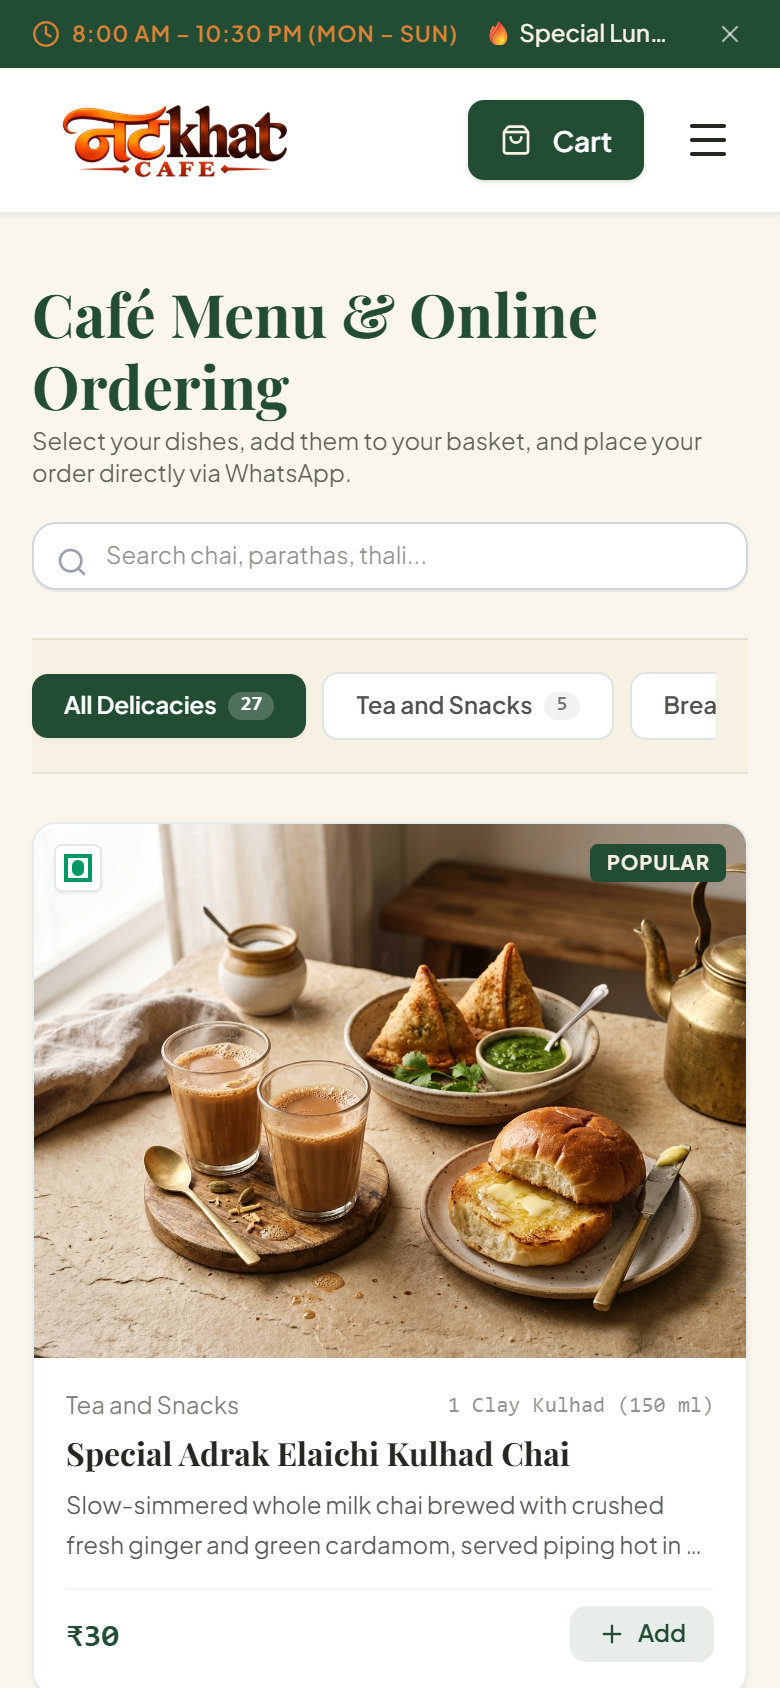 8:00 AM – 10:30 PM (MON – SUN) 🔥 Special Lun...
नटkhat
CAFE
Cart
Café Menu & Online
Ordering
Select your dishes, add them to your basket, and place your
order directly via WhatsApp.
Search chai, parathas, thali...
All Delicacies 27 Tea and Snacks 5 Brea
POPULAR
Tea and Snacks 1 Clay Kulhad (150 ml)
Special Adrak Elaichi Kulhad Chai
Slow-simmered whole milk chai brewed with crushed
fresh ginger and green cardamom, served piping hot in ...
₹30 + Add